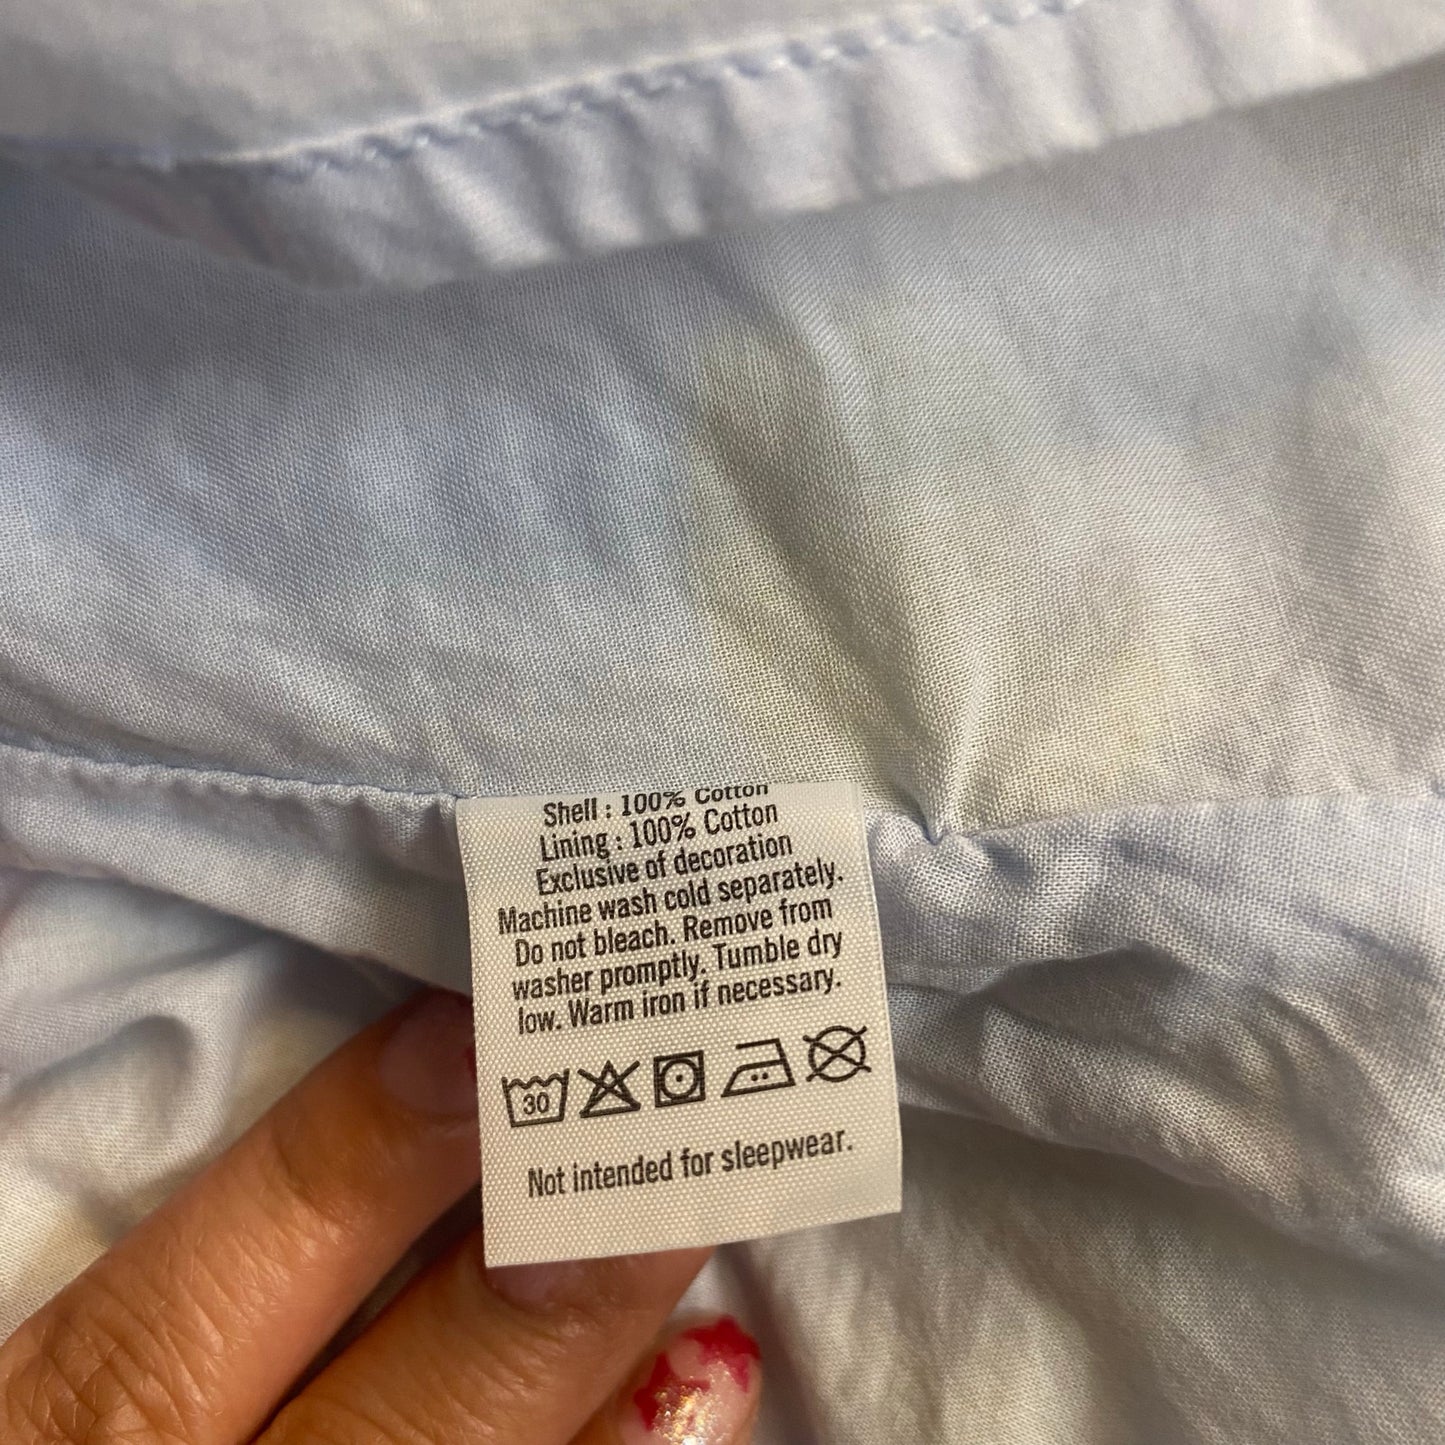 Shell : 100% Cotton
Lining : 100% Cotton
Exclusive of decoration
Machine wash cold separately.
Do not bleach. Remove from
washer promptly. Tumble dry
low. Warm iron if necessary.
30
Not intended for sleepwear.